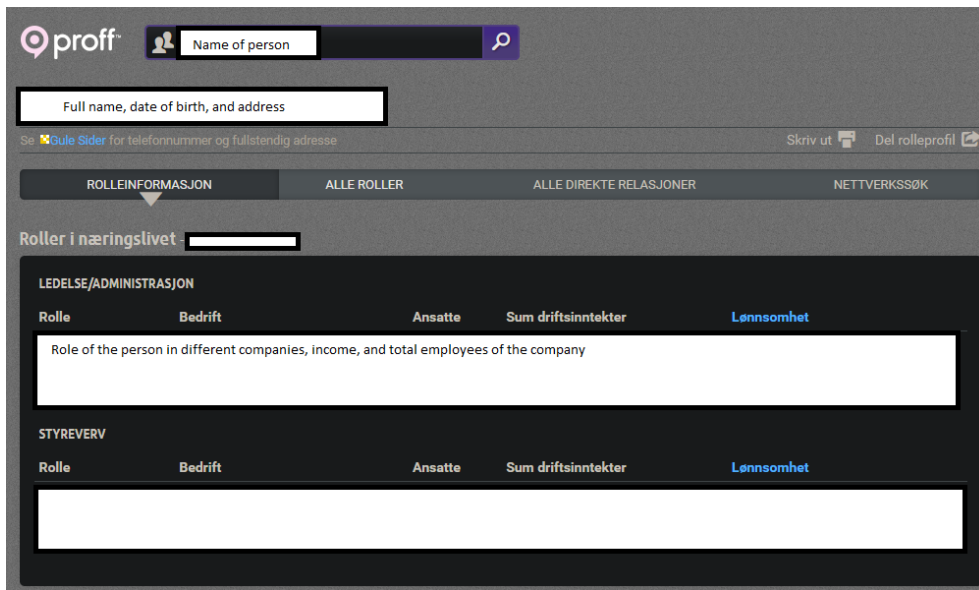 proff™
Name of person
Full name, date of birth, and address
Se Gule Sider for telefonnummer og fullstendig adresse
Skriv ut Del rolleprofil
ROLLEINFORMASJON ALLE ROLLER ALLE DIREKTE RELASJONER NETTVERKSSØK
Roller i næringslivet -
LEDELSE/ADMINISTRASJON
Rolle Bedrift Ansatte Sum driftsinntekter Lønnsomhet
Role of the person in different companies, income, and total employees of the company
STYREVERV
Rolle Bedrift Ansatte Sum driftsinntekter Lønnsomhet